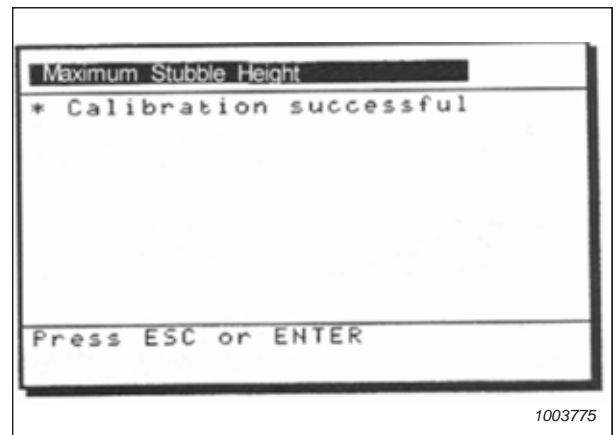 Maximum Stubble Height
* Calibration successful
Press ESC or ENTER
1003775